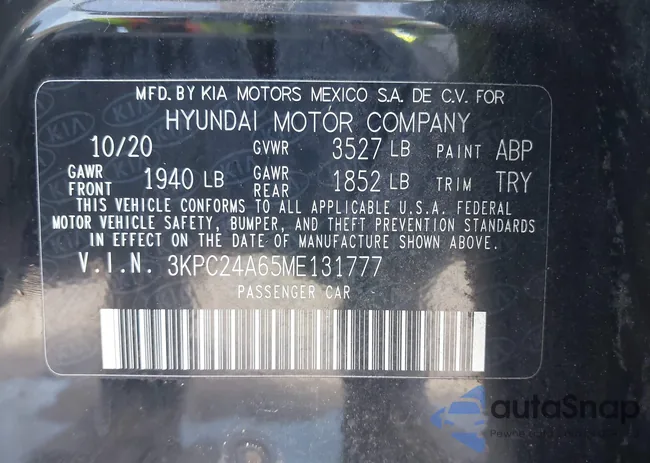 MFD. BY KIA MOTORS MEXICO S.A. DE C.V. FOR
HYUNDAI MOTOR COMPANY
10/20 GVWR 3527 LB PAINT ABP
GAWR FRONT 1940 LB GAWR REAR 1852 LB TRIM TRY
THIS VEHICLE CONFORMS TO ALL APPLICABLE U.S.A. FEDERAL
MOTOR VEHICLE SAFETY, BUMPER, AND THEFT PREVENTION STANDARDS
IN EFFECT ON THE DATE OF MANUFACTURE SHOWN ABOVE.
V.I.N. 3KPC24A65ME131777
PASSENGER CAR
autoSnap